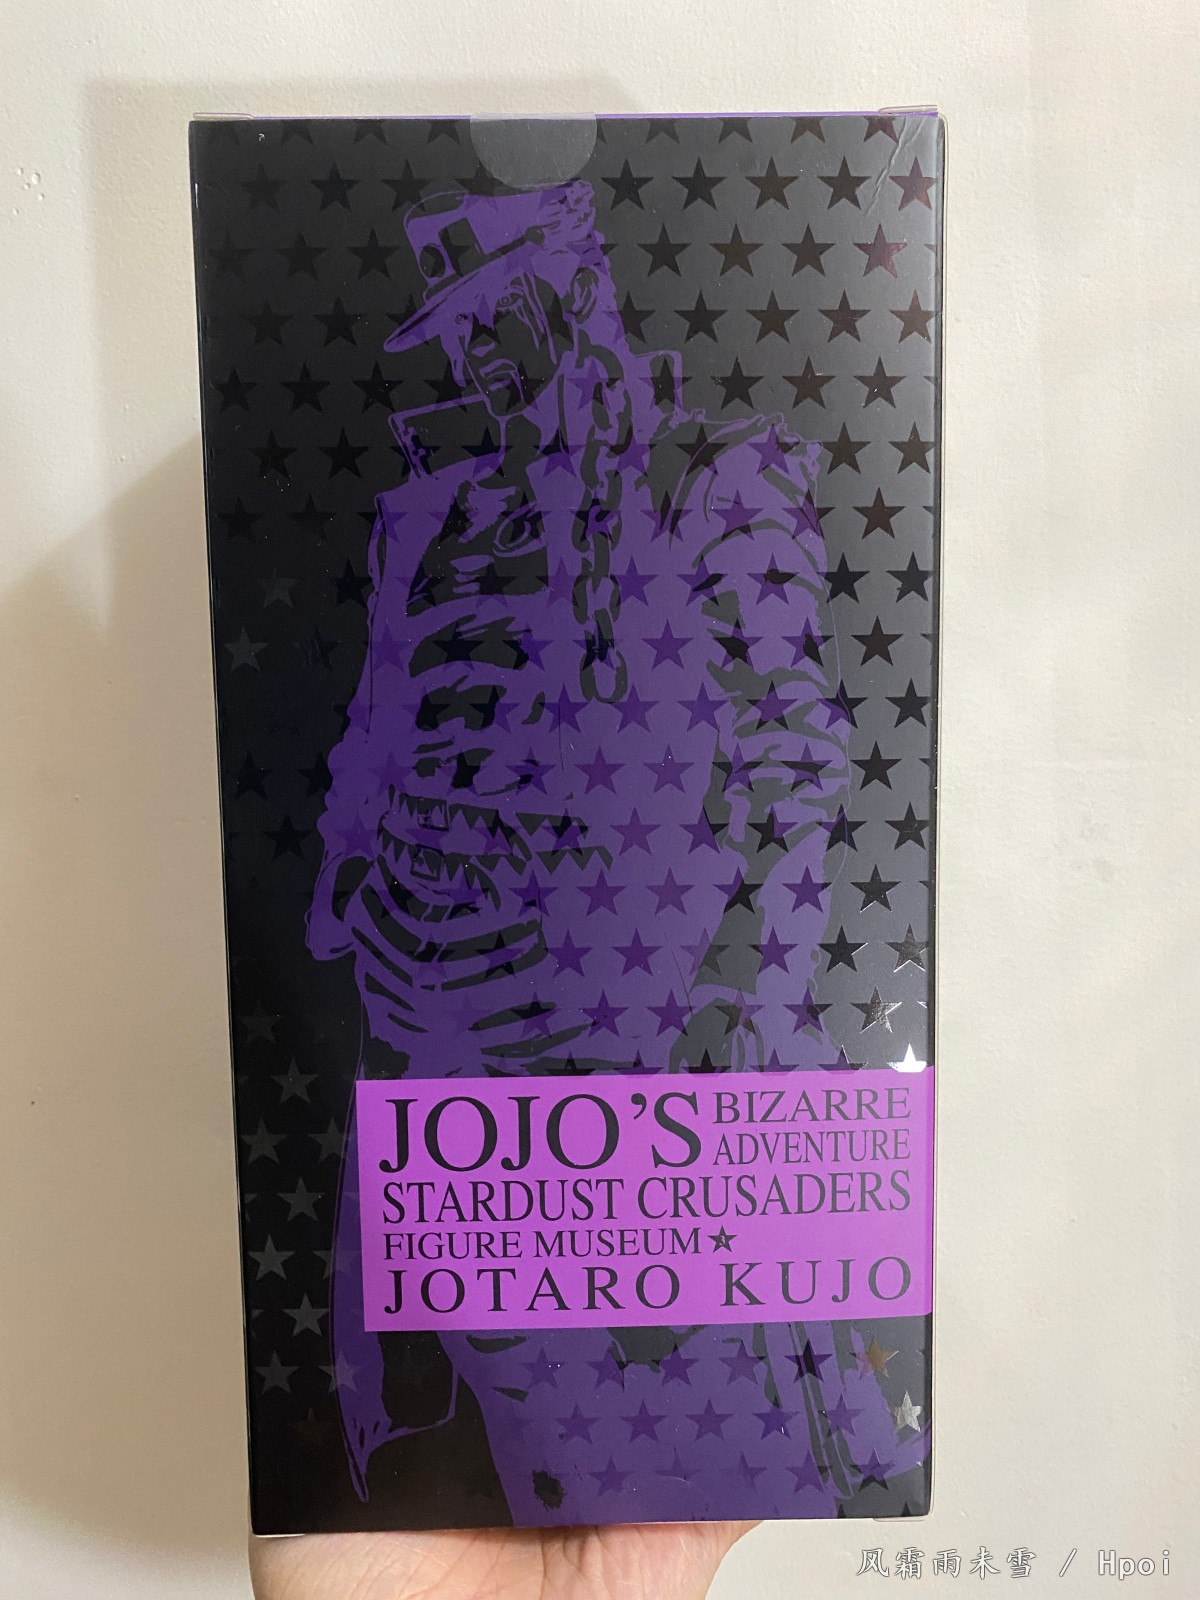 JOJO'S BIZARRE
ADVENTURE
STARDUST CRUSADERS
FIGURE MUSEUM★
JOTARO KUJO
风霜雨未雪 / Hpoi